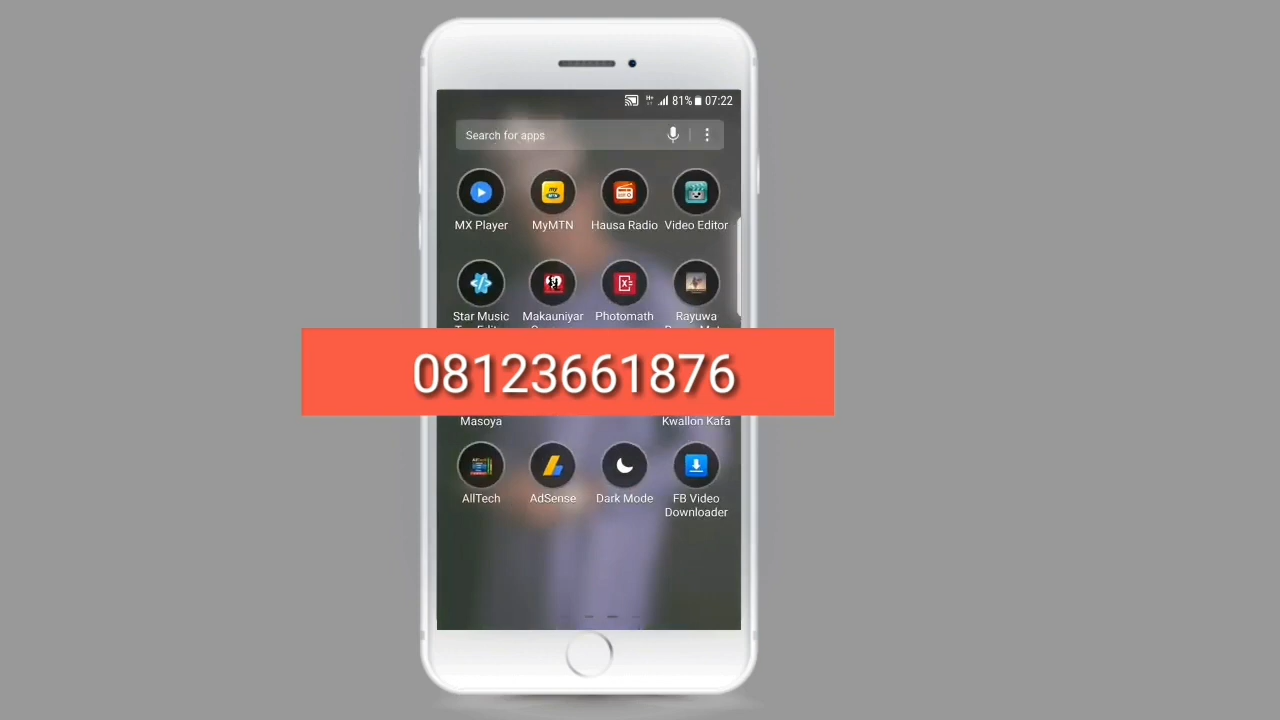 H+ 81% 07:22
Search for apps
MX Player MyMTN Hausa Radio Video Editor
Star Music Makauniyar Photomath Rayuwa
08123661876
Masoya Kwallon Kafa
AllTech AdSense Dark Mode FB Video
Downloader